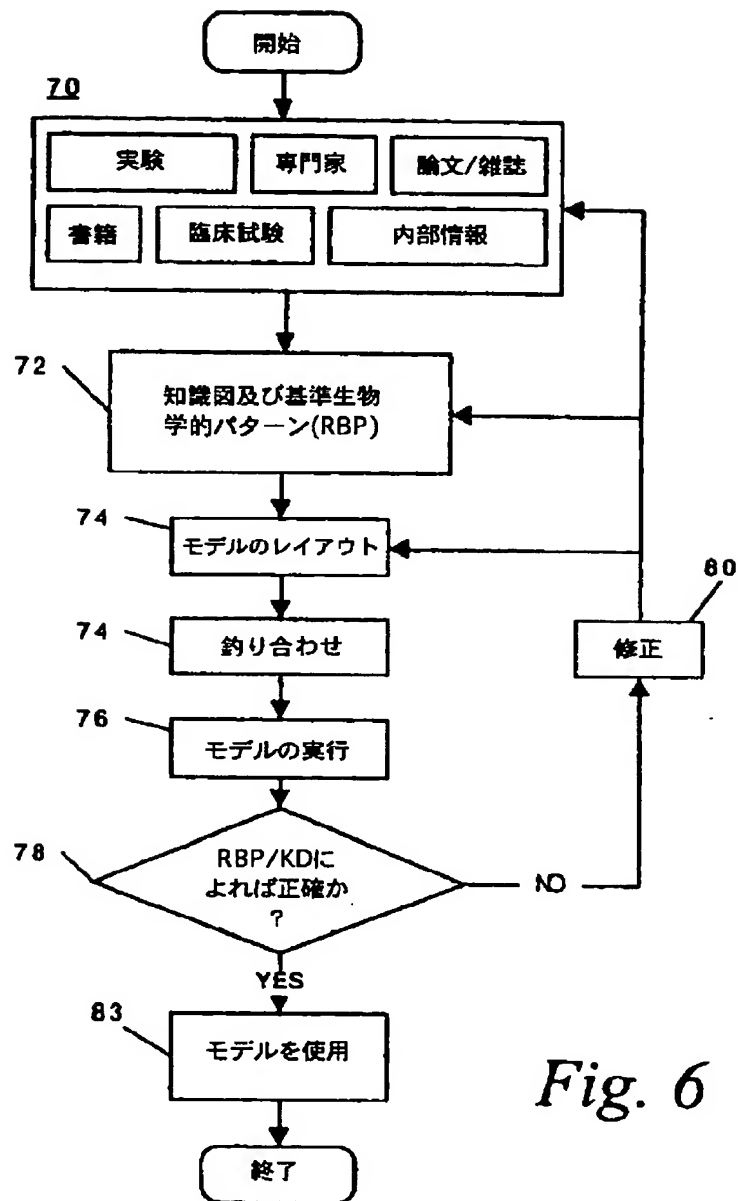 開始
70
実験
専門家
論文/雑誌
書籍
臨床試験
内部情報
72
知識図及び基準生物
学的パターン(RBP)
74
モデルのレイアウト
80
74
釣り合わせ
修正
76
モデルの実行
78
RBP/KDに
よれば正確か
?
NO
YES
83
モデルを使用
Fig. 6
終了